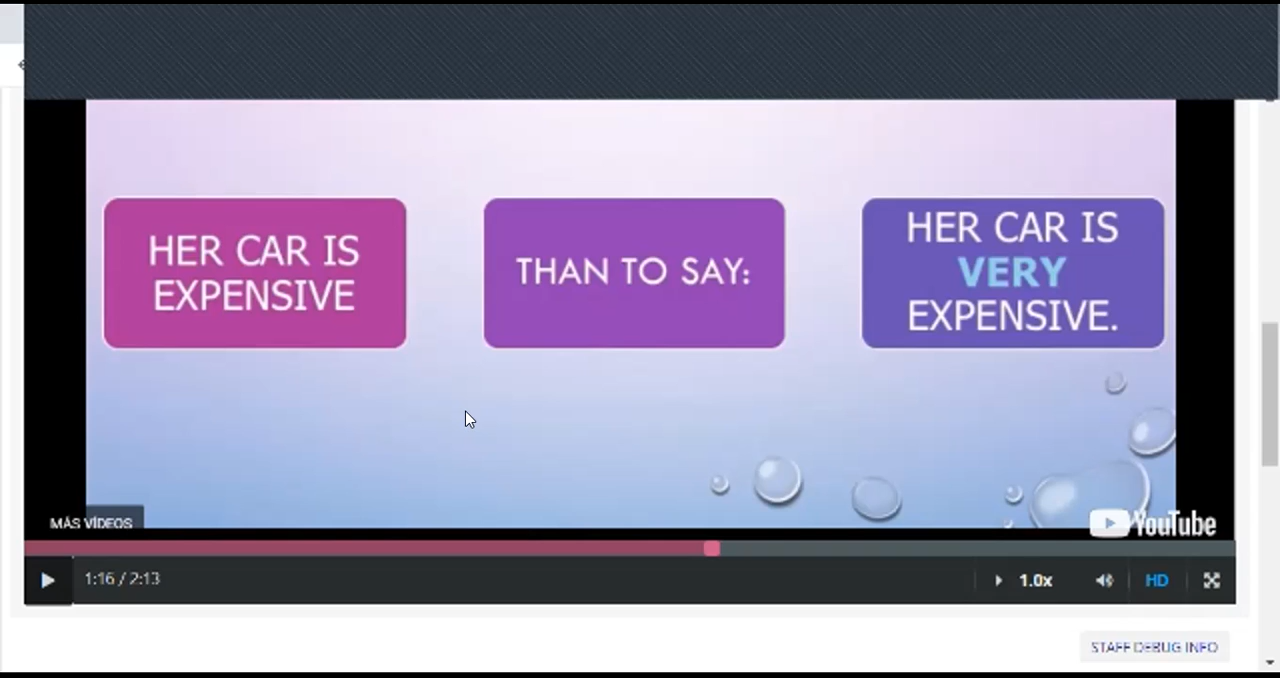 HER CAR IS
EXPENSIVE
THAN TO SAY:
HER CAR IS
VERY
EXPENSIVE.
MÁS VÍDEOS
YouTube
1:16 / 2:13
1.0x
HD
STAFF DEBUG INFO